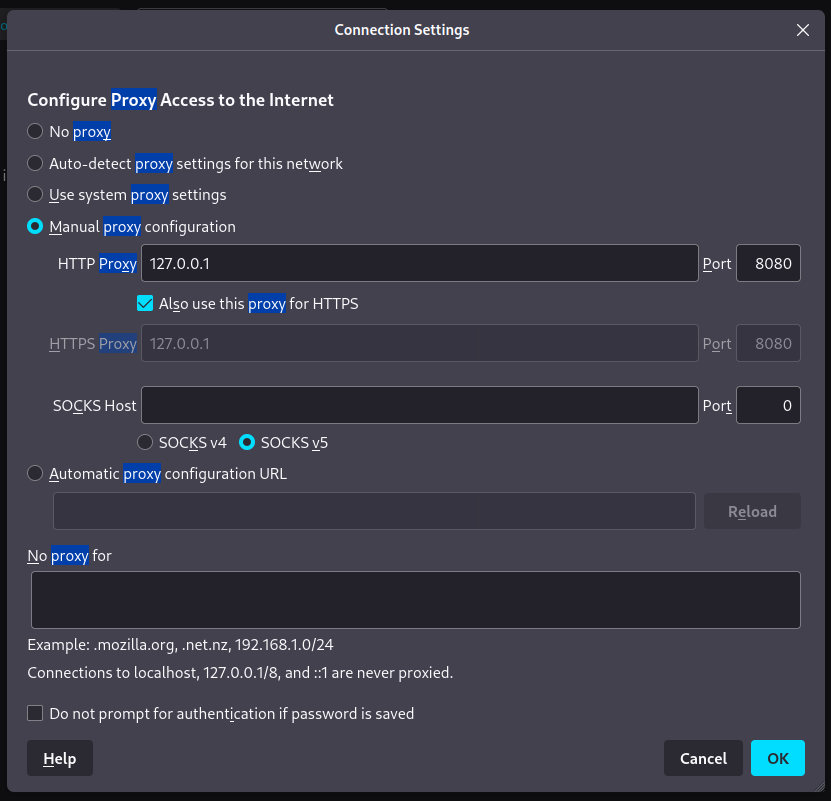 Connection Settings
Configure Proxy Access to the Internet
No proxy
Auto-detect proxy settings for this network
Use system proxy settings
Manual proxy configuration
HTTP Proxy 127.0.0.1 Port 8080
Also use this proxy for HTTPS
HTTPS Proxy 127.0.0.1 Port 8080
SOCKS Host Port 0
SOCKS v4 SOCKS v5
Automatic proxy configuration URL
Reload
No proxy for
Example: .mozilla.org, .net.nz, 192.168.1.0/24
Connections to localhost, 127.0.0.1/8, and ::1 are never proxied.
Do not prompt for authentication if password is saved
Help Cancel OK